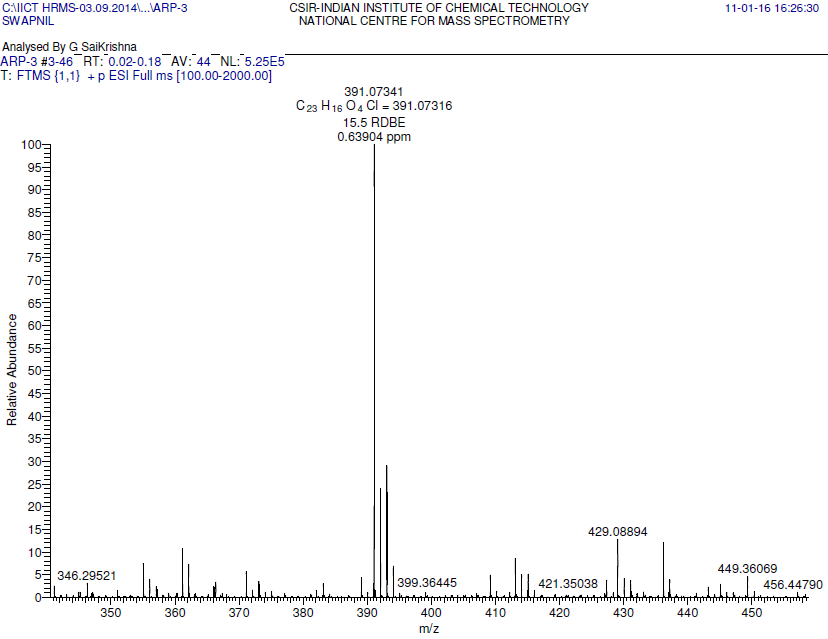 C:\IICT HRMS-03.09.2014\...\ARP-3 CSIR-INDIAN INSTITUTE OF CHEMICAL TECHNOLOGY 11-01-16 16:26:30
SWAPNIL NATIONAL CENTRE FOR MASS SPECTROMETRY
Analysed By G SaiKrishna
ARP-3 #3-46 RT: 0.02-0.18 AV: 44 NL: 5.25E5
T: FTMS {1,1} + p ESI Full ms [100.00-2000.00]
391.07341
C23 H16 O4 Cl = 391.07316
15.5 RDBE
0.63904 ppm
100
95
90
85
80
75
70
65
60
55
50
45
40
35
30
25
20
15
10
5
0
Relative Abundance
346.29521
399.36445
421.35038
429.08894
449.36069
456.44790
350 360 370 380 390 400 410 420 430 440 450
m/z